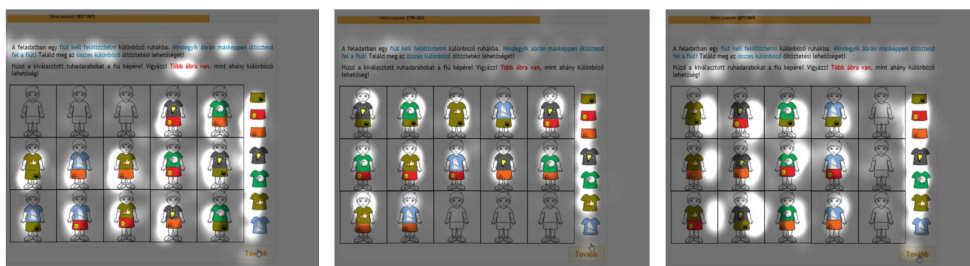 A feladatban egy fiút kell felöltöztetni különböző ruhákba. Mindegyik ábrán másképpen öltöztesd
fel a fiút! Találd meg az összes különböző öltöztetési lehetőséget!
Húzd a kiválasztott ruhadarabokat a fiú képére! Vigyázz! Több ábra van, mint ahány különböző
lehetőség!
Tovább
A feladatban egy fiút kell felöltöztetni különböző ruhákba. Mindegyik ábrán másképpen öltöztesd
fel a fiút! Találd meg az összes különböző öltöztetési lehetőséget!
Húzd a kiválasztott ruhadarabokat a fiú képére! Vigyázz! Több ábra van, mint ahány különböző
lehetőség!
Tovább
A feladatban egy fiút kell felöltöztetni különböző ruhákba. Mindegyik ábrán másképpen öltöztesd
fel a fiút! Találd meg az összes különböző öltöztetési lehetőséget!
Húzd a kiválasztott ruhadarabokat a fiú képére! Vigyázz! Több ábra van, mint ahány különböző
lehetőség!
Tovább